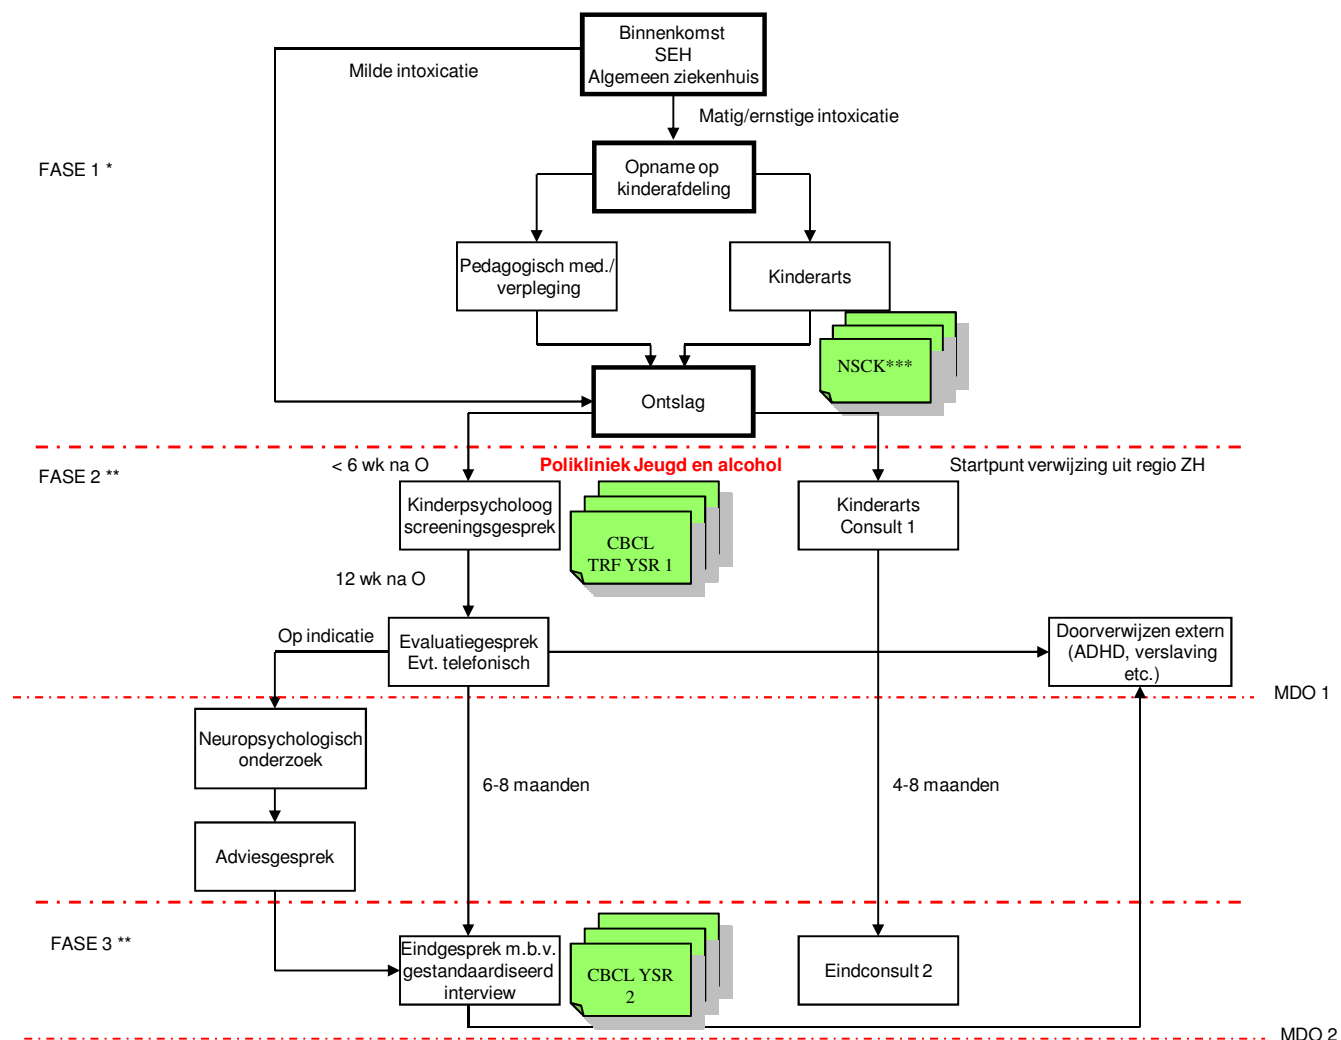 Binnenkomst
SEH
Algemeen ziekenhuis
Milde intoxicatie
Matig/ernstige intoxicatie
FASE 1 *
Opname op
kinderafdeling
Pedagogisch med./
verpleging
Kinderarts
NSCK***
Ontslag
FASE 2 **
< 6 wk na O
Polikliniek Jeugd en alcohol
Startpunt verwijzing uit regio ZH
Kinderpsycholoog
screeningsgesprek
CBCL
TRF YSR 1
Kinderarts
Consult 1
12 wk na O
Op indicatie
Evaluatiegesprek
Evt. telefonisch
Doorverwijzen extern
(ADHD, verslaving
etc.)
MDO 1
Neuropsychologisch
onderzoek
6-8 maanden
4-8 maanden
Adviesgesprek
FASE 3 **
Eindgesprek m.b.v.
gestandaardiseerd
interview
CBCL YSR
2
Eindconsult 2
MDO 2